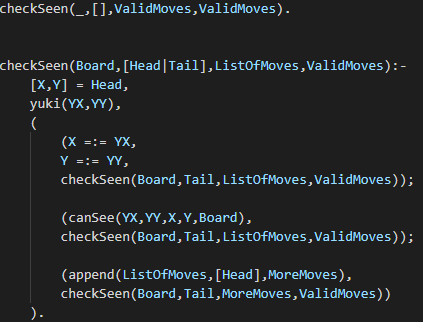 checkSeen(_,[],ValidMoves,ValidMoves).
checkSeen(Board,[Head|Tail],ListOfMoves,ValidMoves):-
[X,Y] = Head,
yuki(YX,YY),
(
(X =:= YX,
Y =:= YY,
checkSeen(Board,Tail,ListOfMoves,ValidMoves));
(canSee(YX,YY,X,Y,Board),
checkSeen(Board,Tail,ListOfMoves,ValidMoves));
(append(ListOfMoves,[Head],MoreMoves),
checkSeen(Board,Tail,MoreMoves,ValidMoves))
).